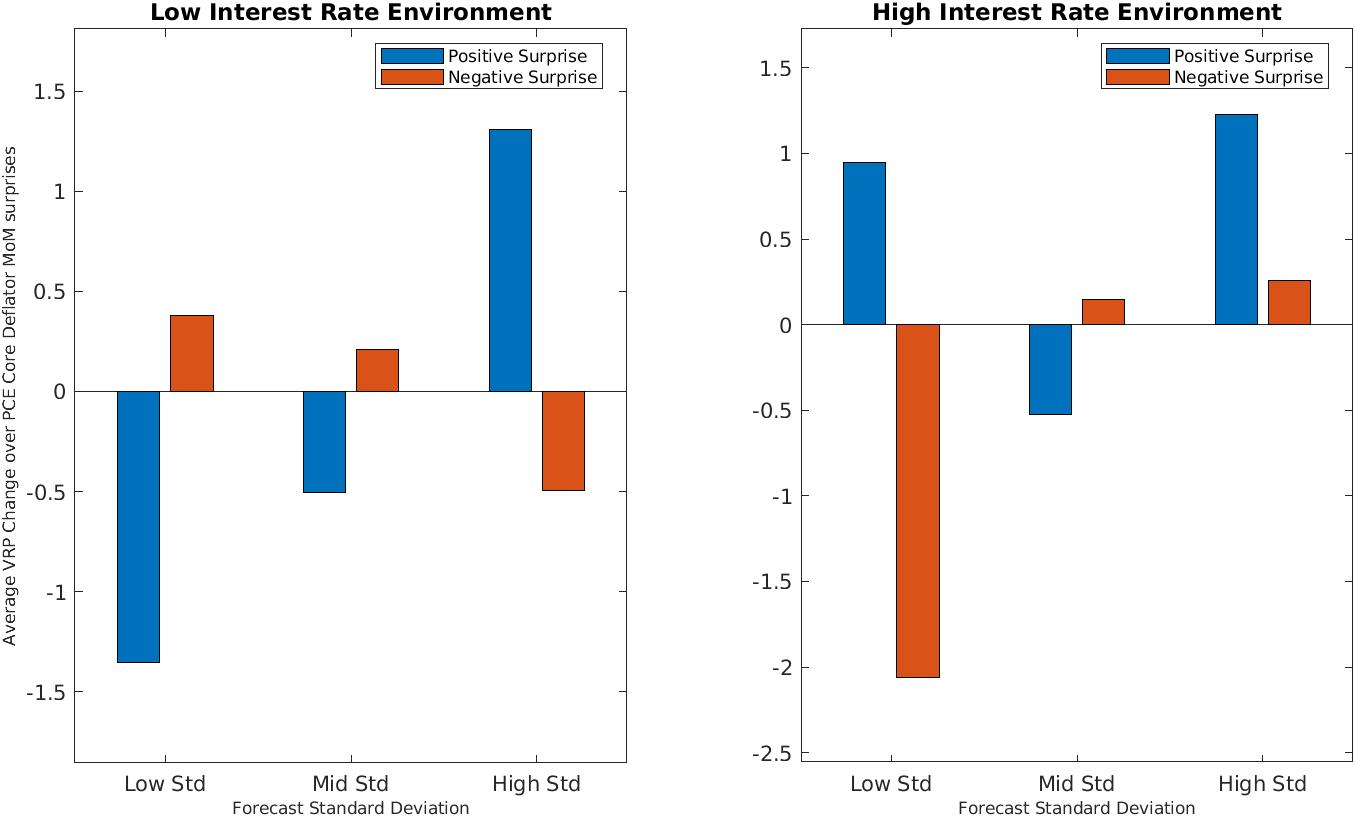 Low Interest Rate Environment
Positive Surprise
Negative Surprise
Average VRP Change over PCE Core Deflator MoM surprises
1.5
1
0.5
0
-0.5
-1
-1.5
Low Std
Mid Std
High Std
Forecast Standard Deviation
High Interest Rate Environment
Positive Surprise
Negative Surprise
1.5
1
0.5
0
-0.5
-1
-1.5
-2
-2.5
Low Std
Mid Std
High Std
Forecast Standard Deviation